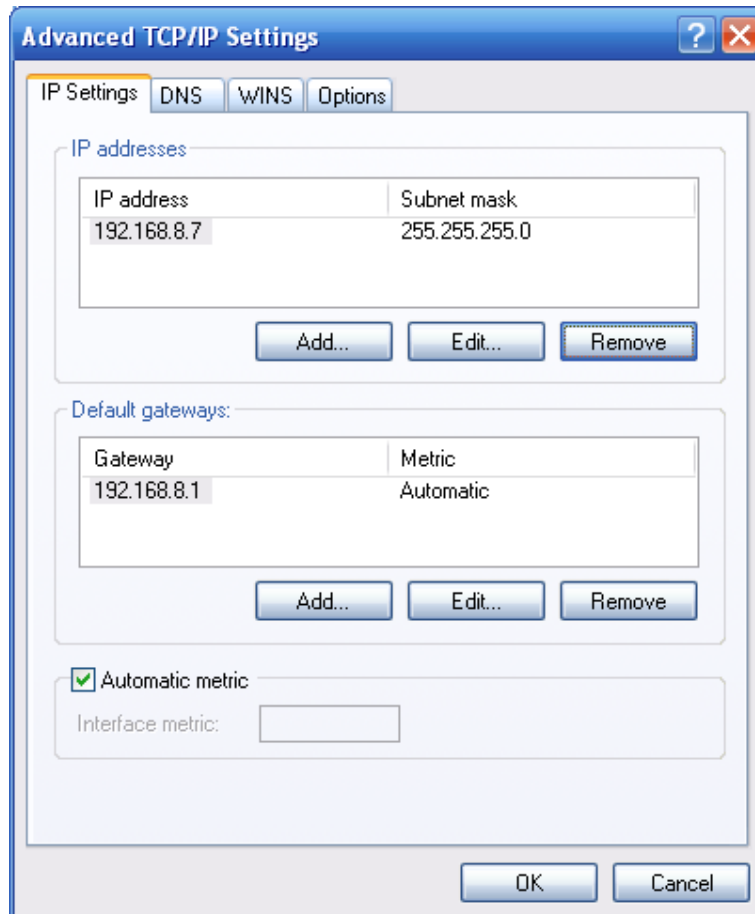 Advanced TCP/IP Settings
IP Settings DNS WINS Options
IP addresses
IP address Subnet mask
192.168.8.7 255.255.255.0
Add... Edit... Remove
Default gateways:
Gateway Metric
192.168.8.1 Automatic
Add... Edit... Remove
Automatic metric
Interface metric:
OK Cancel